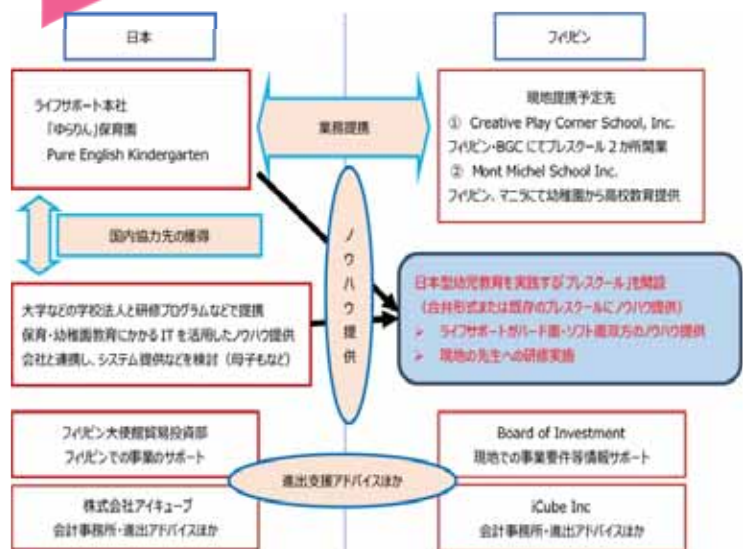 日本
フィリピン
ライフサポート本社
「ゆらりん」保育園
Pure English Kindergarten
業務提携
現地提携予定先
① Creative Play Corner School, Inc.
フィリピン・BGCにてプレスクール2か所開業
② Mont Michel School Inc.
フィリピン、マニラにて幼稚園から高校教育提供
国内協力先の獲得
ノウハウ提供
大学などの学校法人と研修プログラムなどで提携
保育・幼稚園教育にかかるITを活用したノウハウ提供
会社と連携し、システム提供などを検討（母子もなど）
日本型幼児教育を実践する「プレスクール」を開設
（合弁形式または既存のプレスクールにノウハウ提供）
➢ ライフサポートがハード面・ソフト面双方のノウハウ提供
➢ 現地の先生への研修実施
フィリピン大使館貿易投資部
フィリピンでの事業のサポート
Board of Investment
現地での事業要件等情報サポート
進出支援アドバイスほか
株式会社アイキューブ
会計事務所・進出アドバイスほか
iCube Inc
会計事務所・進出アドバイスほか